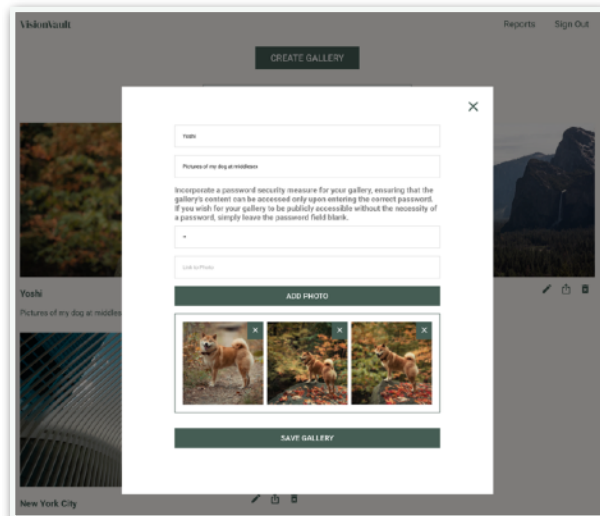 VisionVault
Reports
Sign Out
CREATE GALLERY
Yoshi
Pictures of my dog at middlesex
Incorporate a password security measure for your gallery, ensuring that the
gallery's content can be accessed only upon entering the correct password.
If you wish for your gallery to be publicly accessible without the necessity of
a password, simply leave the password field blank.
Link to Photo
ADD PHOTO
SAVE GALLERY
Yoshi
Pictures of my dog at middles
New York City